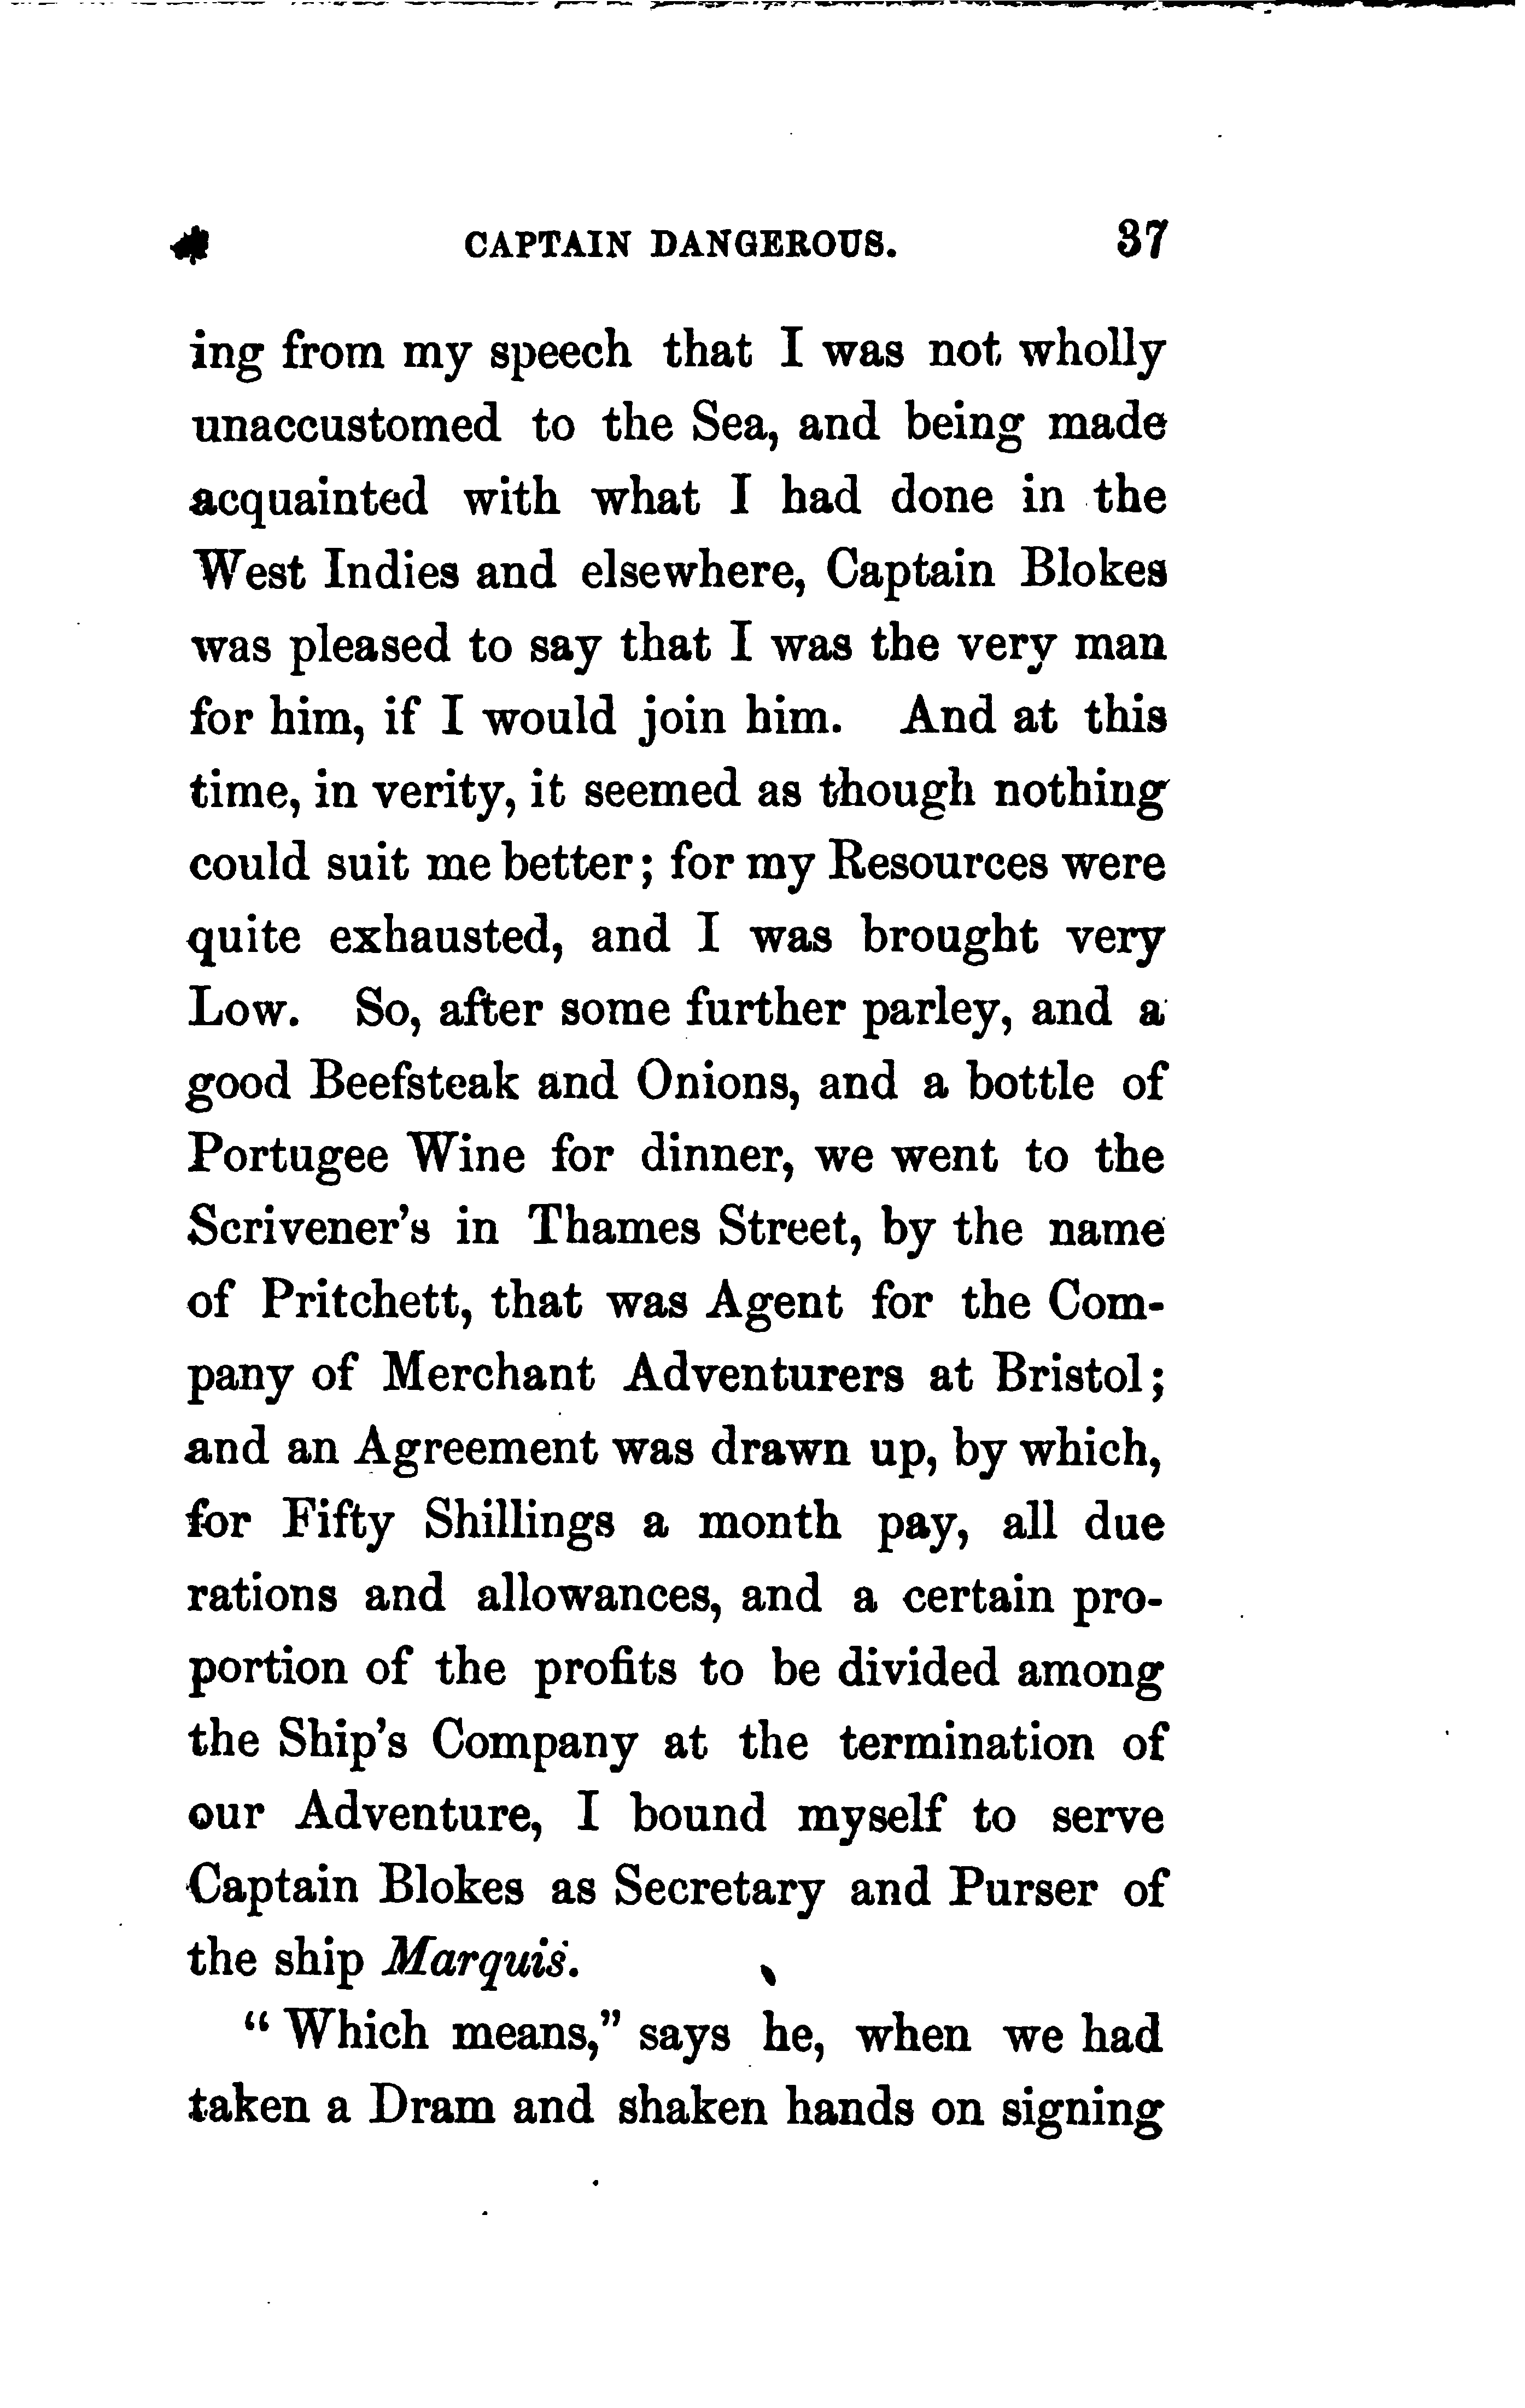 CAPTAIN DANGEROUS. 37
ing from my speech that I was not wholly
unaccustomed to the Sea, and being made
acquainted with what I had done in the
West Indies and elsewhere, Captain Blokes
was pleased to say that I was the very man
for him, if I would join him. And at this
time, in verity, it seemed as though nothing
could suit me better; for my Resources were
quite exhausted, and I was brought very
Low. So, after some further parley, and a
good Beefsteak and Onions, and a bottle of
Portugee Wine for dinner, we went to the
Scrivener's in Thames Street, by the name
of Pritchett, that was Agent for the Com-
pany of Merchant Adventurers at Bristol;
and an Agreement was drawn up, by which,
for Fifty Shillings a month pay, all due
rations and allowances, and a certain pro-
portion of the profits to be divided among
the Ship's Company at the termination of
our Adventure, I bound myself to serve
Captain Blokes as Secretary and Purser of
the ship Marquis.
"Which means," says he, when we had
taken a Dram and shaken hands on signing